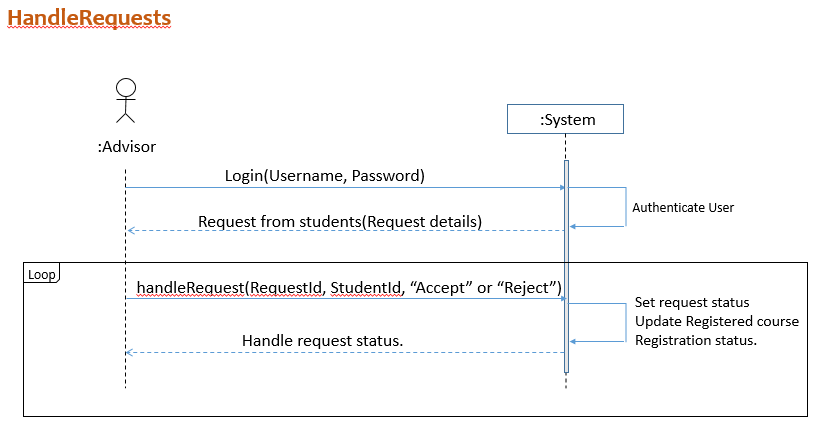 HandleRequests
:Advisor
:System
Login(Username, Password)
Authenticate User
Request from students(Request details)
Loop
handleRequest(RequestId, StudentId, “Accept” or “Reject”)
Set request status
Update Registered course
Registration status.
Handle request status.